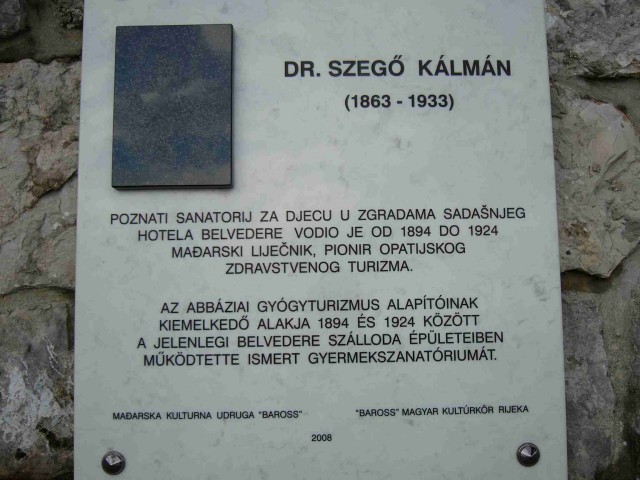 DR. SZEGŐ KÁLMÁN
(1863 - 1933)
POZNATI SANATORIJ ZA DJECU U ZGRADAMA SADAŠNJEG
HOTELA BELVEDERE VODIO JE OD 1894 DO 1924
MAĐARSKI LIJEČNIK, PIONIR OPATIJSKOG
ZDRAVSTVENOG TURIZMA.
AZ ABBÁZIAI GYÓGYTURIZMUS ALAPÍTÓINAK
KIEMELKEDŐ ALAKJA 1894 ÉS 1924 KÖZÖTT
A JELENLEGI BELVEDERE SZÁLLODA ÉPÜLETEIBEN
MŰKÖDTETTE ISMERT GYERMEKSZANATÓRIUMÁT.
MAĐARSKA KULTURNA UDRUGA "BAROSS" "BAROSS" MAGYAR KULTÚRKÖR RIJEKA
2008